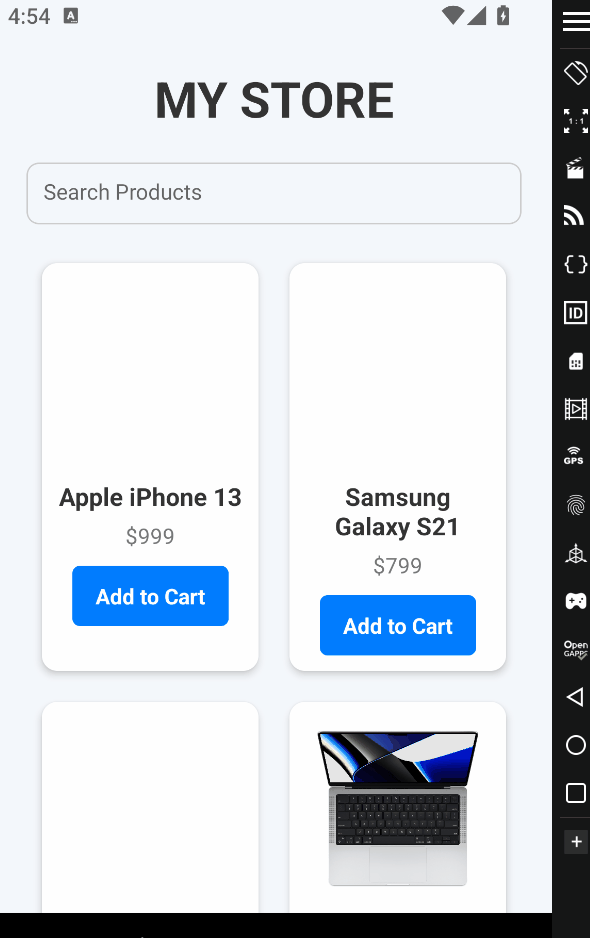 4:54 A
MY STORE
Search Products
Apple iPhone 13
$999
Add to Cart
Samsung
Galaxy S21
$799
Add to Cart
1:1
ID
GPS
Open
GAPPS